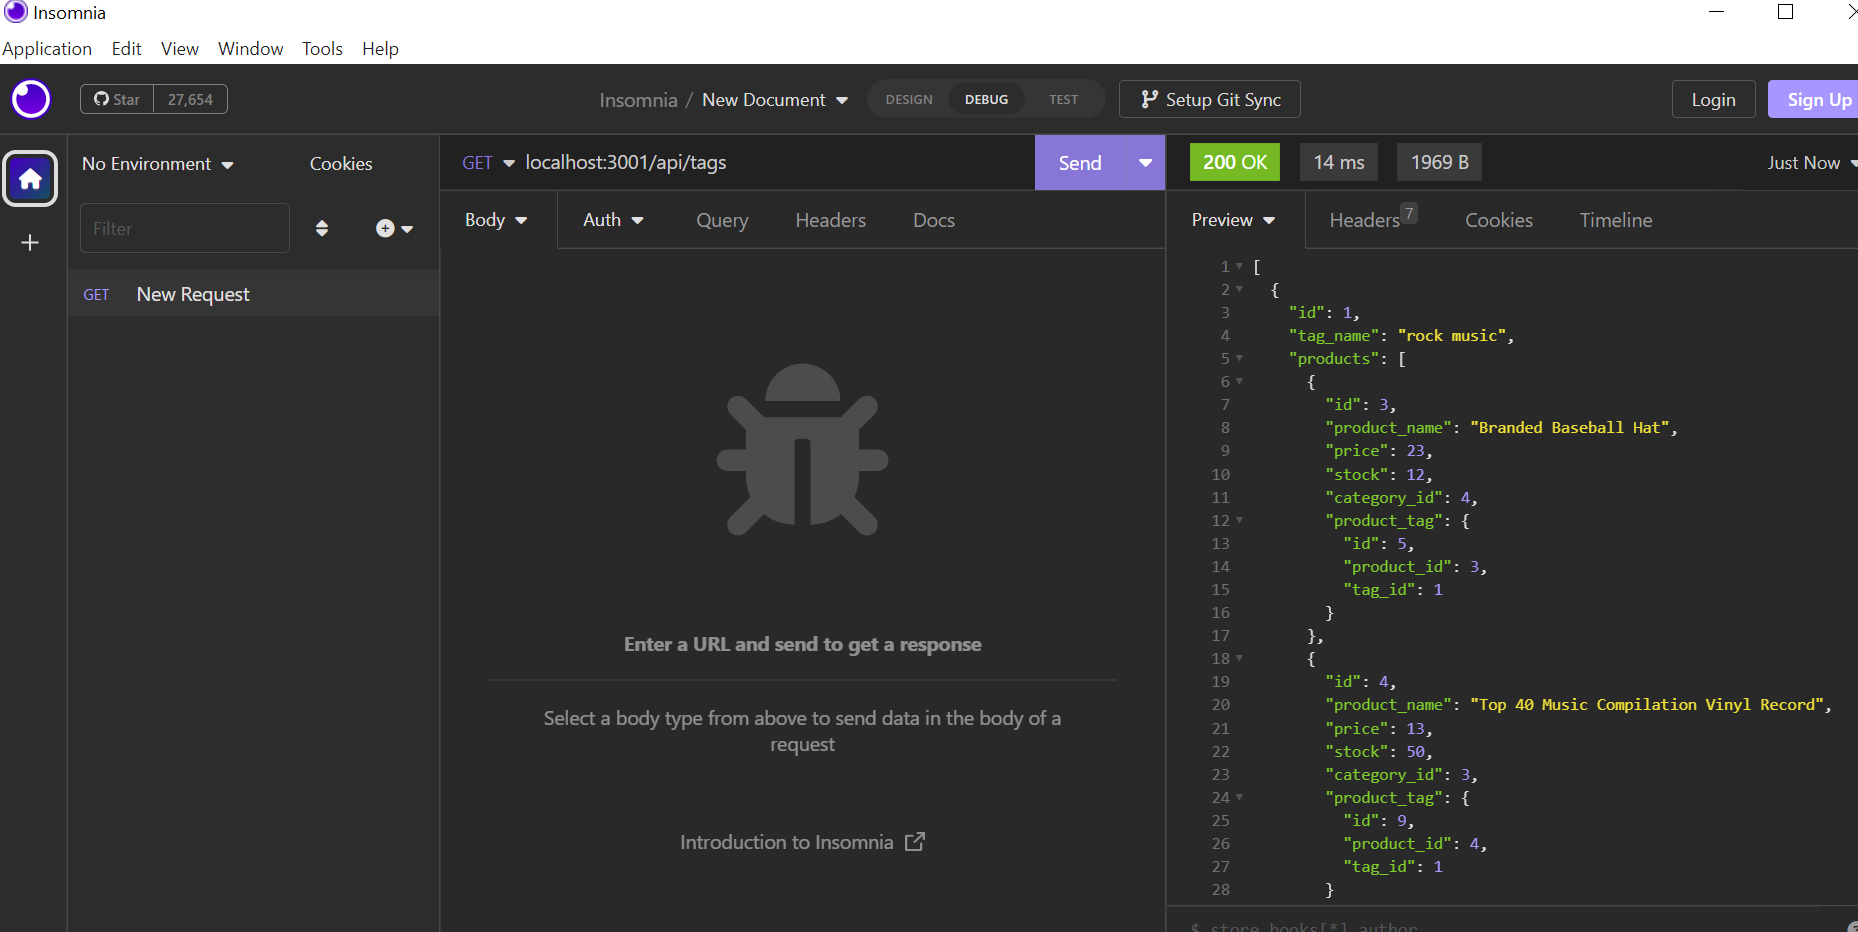 Insomnia
Application Edit View Window Tools Help
Star 27,654
Insomnia / New Document
DESIGN DEBUG TEST
Setup Git Sync
Login
Sign Up
No Environment
Cookies
Filter
GET New Request
GET localhost:3001/api/tags
Send
Body Auth Query Headers Docs
Enter a URL and send to get a response
Select a body type from above to send data in the body of a
request
Introduction to Insomnia
200 OK 14 ms 1969 B Just Now
Preview Headers 7 Cookies Timeline
1 [
2 {
3 "id": 1,
4 "tag_name": "rock music",
5 "products": [
6 {
7 "id": 3,
8 "product_name": "Branded Baseball Hat",
9 "price": 23,
10 "stock": 12,
11 "category_id": 4,
12 "product_tag": {
13 "id": 5,
14 "product_id": 3,
15 "tag_id": 1
16 }
17 },
18 {
19 "id": 4,
20 "product_name": "Top 40 Music Compilation Vinyl Record",
21 "price": 13,
22 "stock": 50,
23 "category_id": 3,
24 "product_tag": {
25 "id": 9,
26 "product_id": 4,
27 "tag_id": 1
28 }
$.store.books[*].author